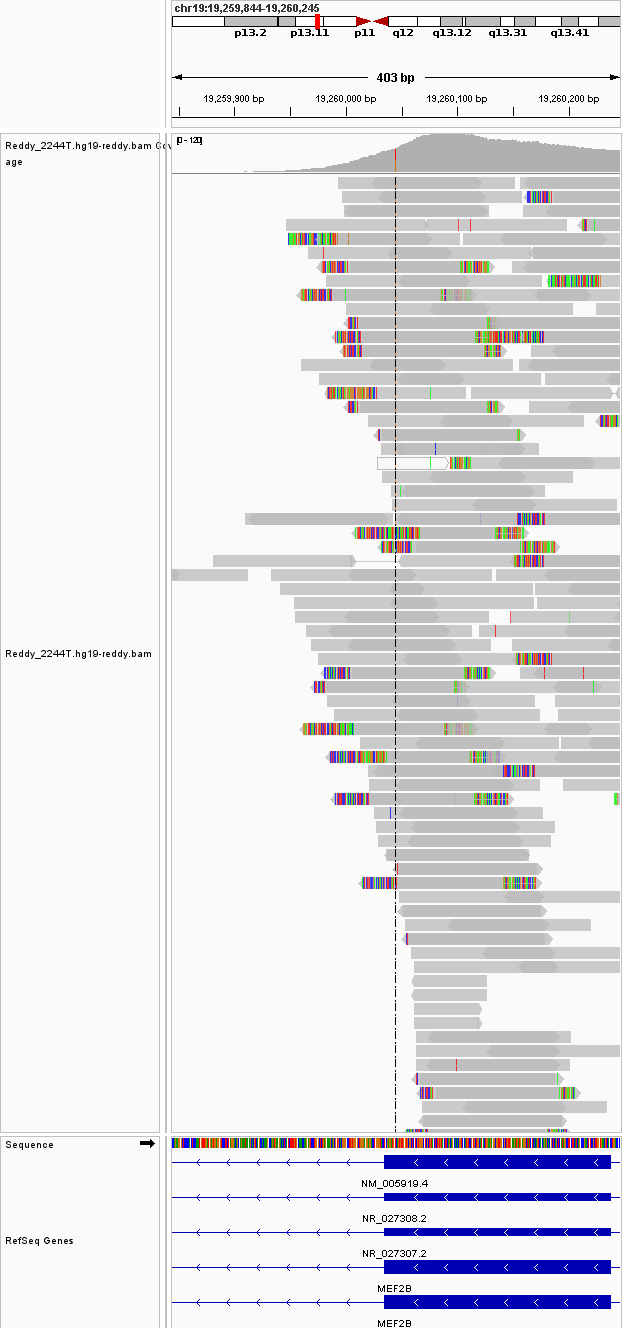 chr19:19,259,844-19,260,245
p13.2 p13.11 p11 q12 q13.12 q13.31 q13.41
403 bp
19,259,900 bp 19,260,000 bp 19,260,100 bp 19,260,200 bp
Reddy_2244T.hg19-reddy.bam Cov
age
[0 - 120]
Reddy_2244T.hg19-reddy.bam
Sequence
NM_005919.4
NR_027308.2
RefSeq Genes
NR_027307.2
MEF2B
MEF2B